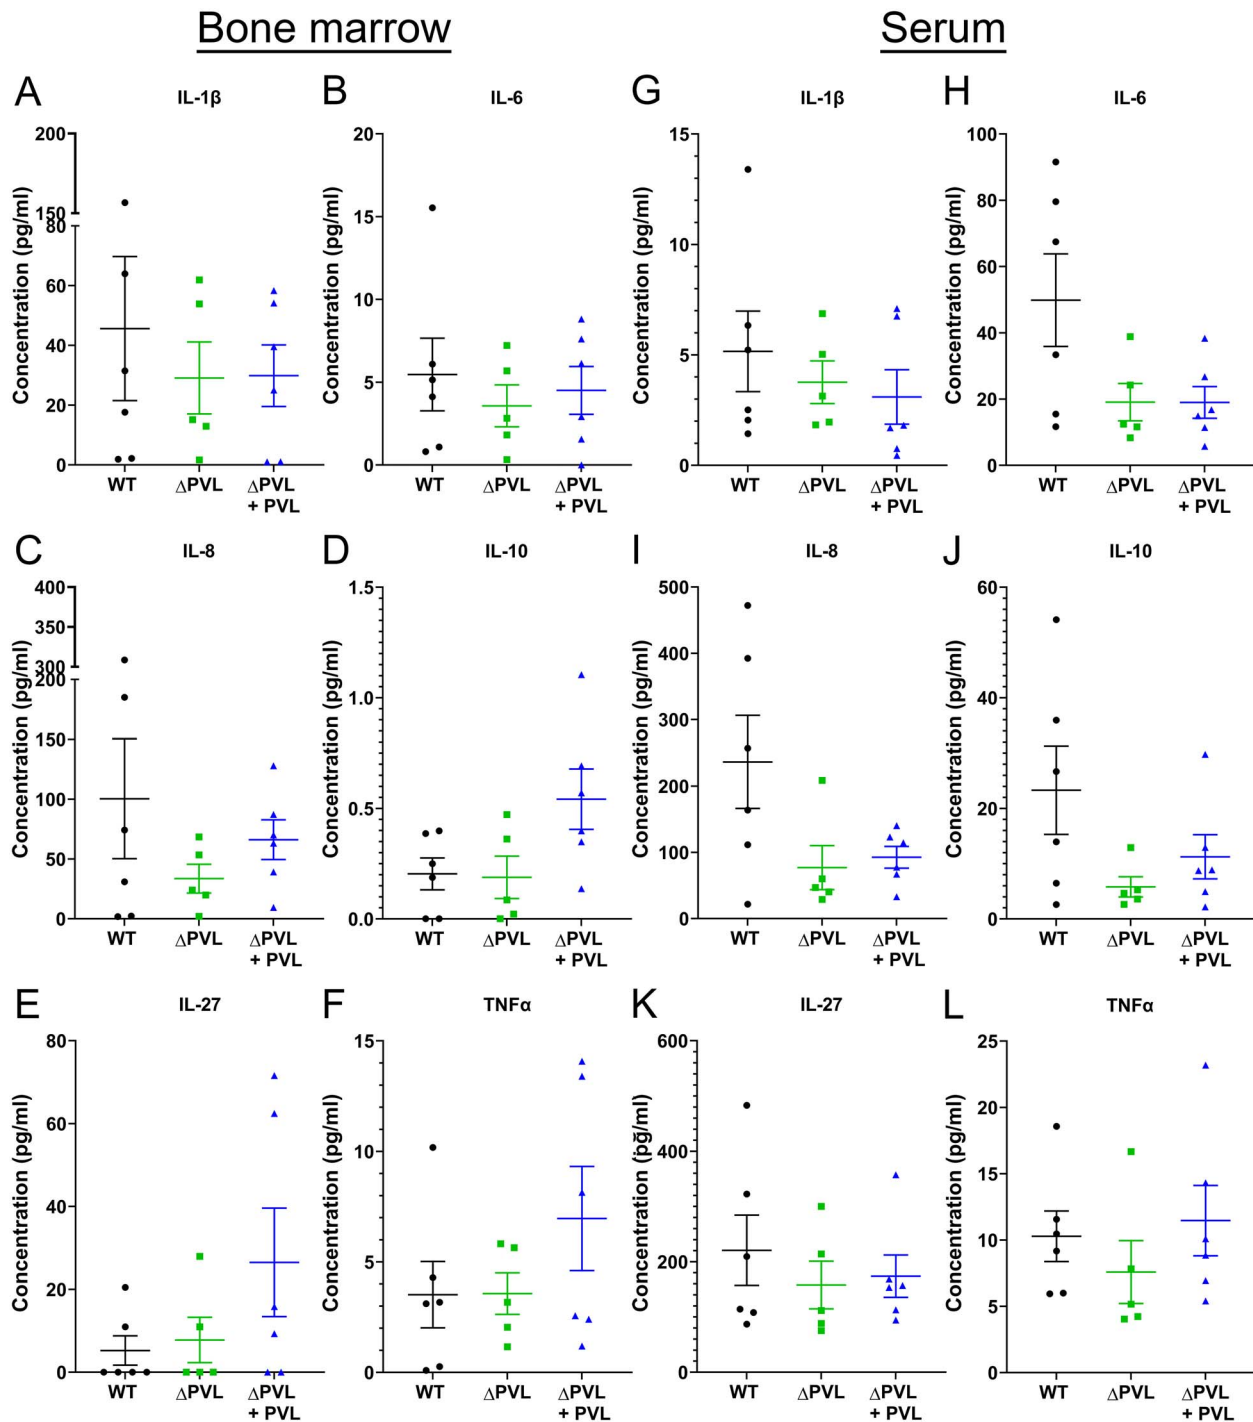 Bone marrow
Serum
A
IL-1β
Concentration (pg/ml)
200
150
80
60
40
20
0
WT
ΔPVL
ΔPVL
+ PVL
B
IL-6
Concentration (pg/ml)
20
15
10
5
0
WT
ΔPVL
ΔPVL
+ PVL
G
IL-1β
Concentration (pg/ml)
15
10
5
0
WT
ΔPVL
ΔPVL
+ PVL
H
IL-6
Concentration (pg/ml)
100
80
60
40
20
0
WT
ΔPVL
ΔPVL
+ PVL
C
IL-8
Concentration (pg/ml)
400
350
300
200
150
100
50
0
WT
ΔPVL
ΔPVL
+ PVL
D
IL-10
Concentration (pg/ml)
1.5
1.0
0.5
0.0
WT
ΔPVL
ΔPVL
+ PVL
I
IL-8
Concentration (pg/ml)
500
400
300
200
100
0
WT
ΔPVL
ΔPVL
+ PVL
J
IL-10
Concentration (pg/ml)
60
40
20
0
WT
ΔPVL
ΔPVL
+ PVL
E
IL-27
Concentration (pg/ml)
80
60
40
20
0
WT
ΔPVL
ΔPVL
+ PVL
F
TNFα
Concentration (pg/ml)
15
10
5
0
WT
ΔPVL
ΔPVL
+ PVL
K
IL-27
Concentration (pg/ml)
600
400
200
0
WT
ΔPVL
ΔPVL
+ PVL
L
TNFα
Concentration (pg/ml)
25
20
15
10
5
0
WT
ΔPVL
ΔPVL
+ PVL